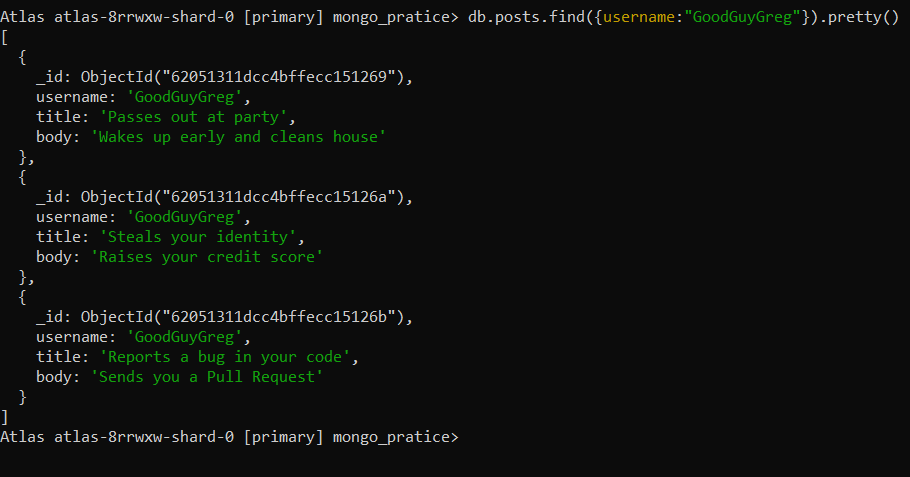 Atlas atlas-8rrwxw-shard-0 [primary] mongo_pratice> db.posts.find({username:"GoodGuyGreg"}).pretty()
[
  {
    _id: ObjectId("62051311dcc4bffecc151269"),
    username: 'GoodGuyGreg',
    title: 'Passes out at party',
    body: 'Wakes up early and cleans house'
  },
  {
    _id: ObjectId("62051311dcc4bffecc15126a"),
    username: 'GoodGuyGreg',
    title: 'Steals your identity',
    body: 'Raises your credit score'
  },
  {
    _id: ObjectId("62051311dcc4bffecc15126b"),
    username: 'GoodGuyGreg',
    title: 'Reports a bug in your code',
    body: 'Sends you a Pull Request'
  }
]
Atlas atlas-8rrwxw-shard-0 [primary] mongo_pratice>